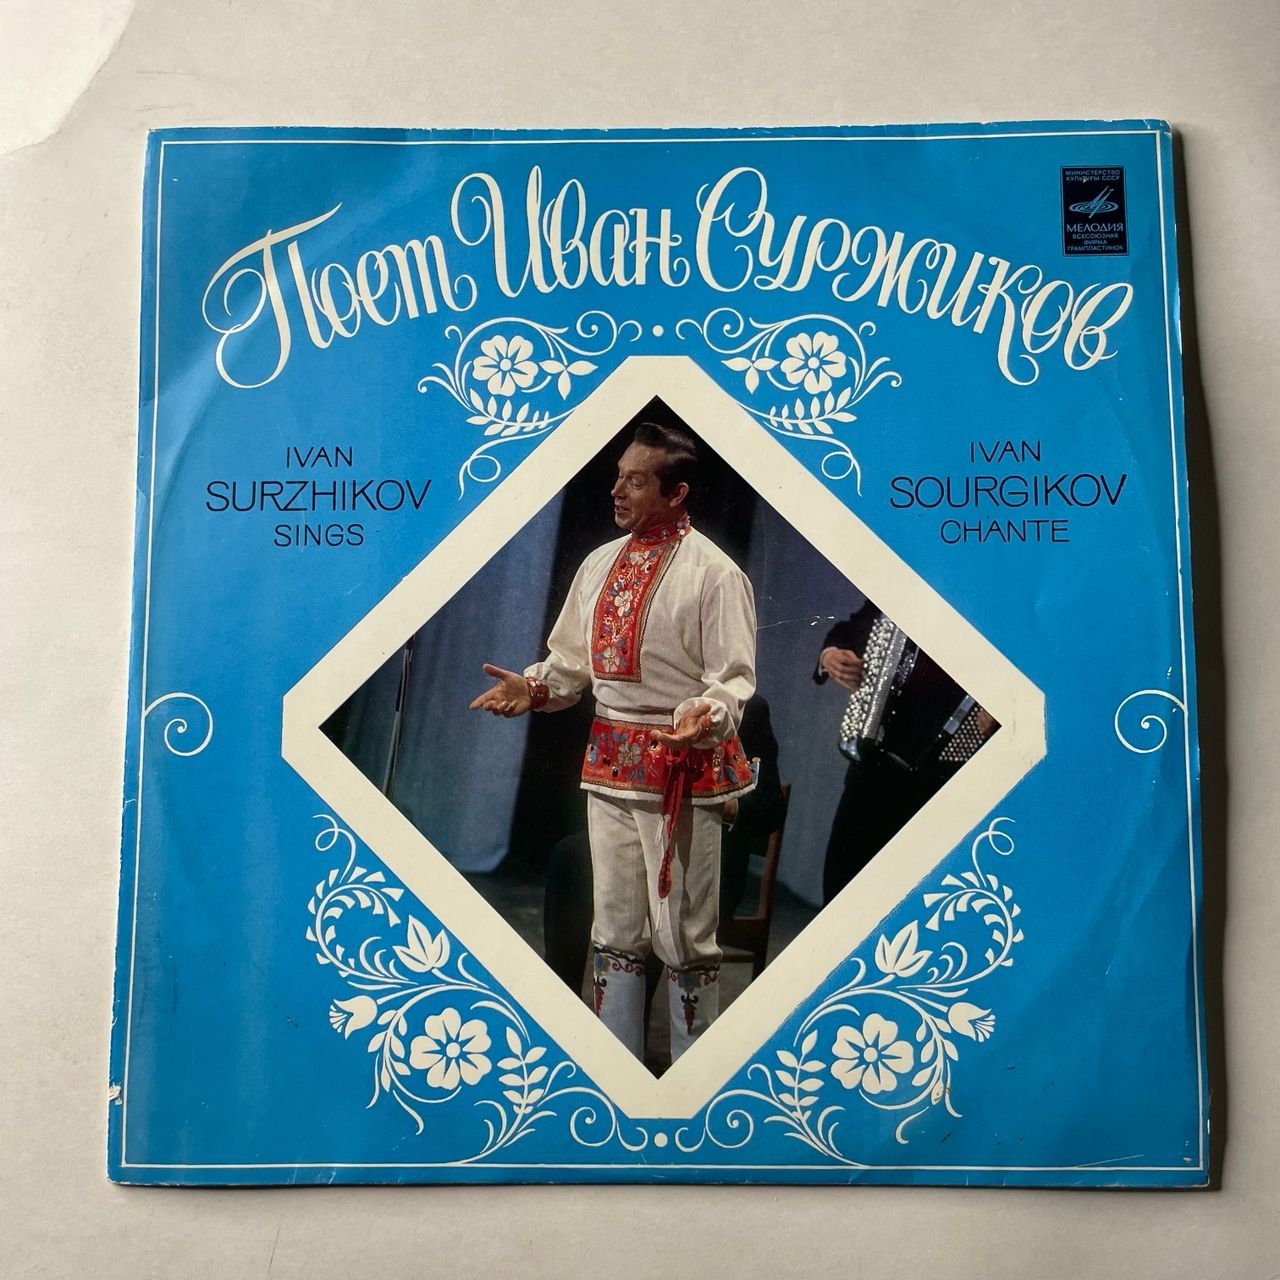 Поет Иван Суржиков
МИНИСТЕРСТВО
КУЛЬТУРЫ СССР
МЕЛОДИЯ
ВСЕСОЮЗНАЯ
ФИРМА
ГРАМПЛАСТИНОК
IVAN
SURZHIKOV
SINGS
IVAN
SOURGIKOV
CHANTE